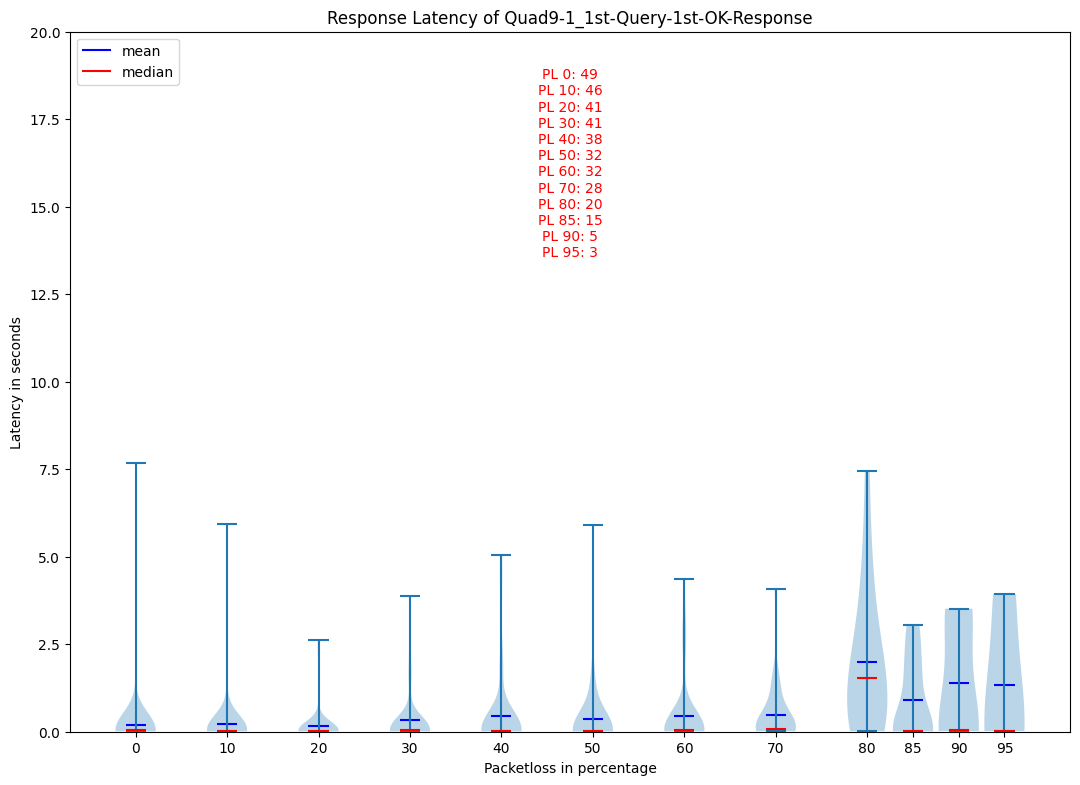 Response Latency of Quad9-1_1st-Query-1st-OK-Response
20.0
17.5
15.0
12.5
10.0
7.5
5.0
2.5
0.0
Latency in seconds
mean
median
PL 0: 49
PL 10: 46
PL 20: 41
PL 30: 41
PL 40: 38
PL 50: 32
PL 60: 32
PL 70: 28
PL 80: 20
PL 85: 15
PL 90: 5
PL 95: 3
0 10 20 30 40 50 60 70 80 85 90 95
Packetloss in percentage